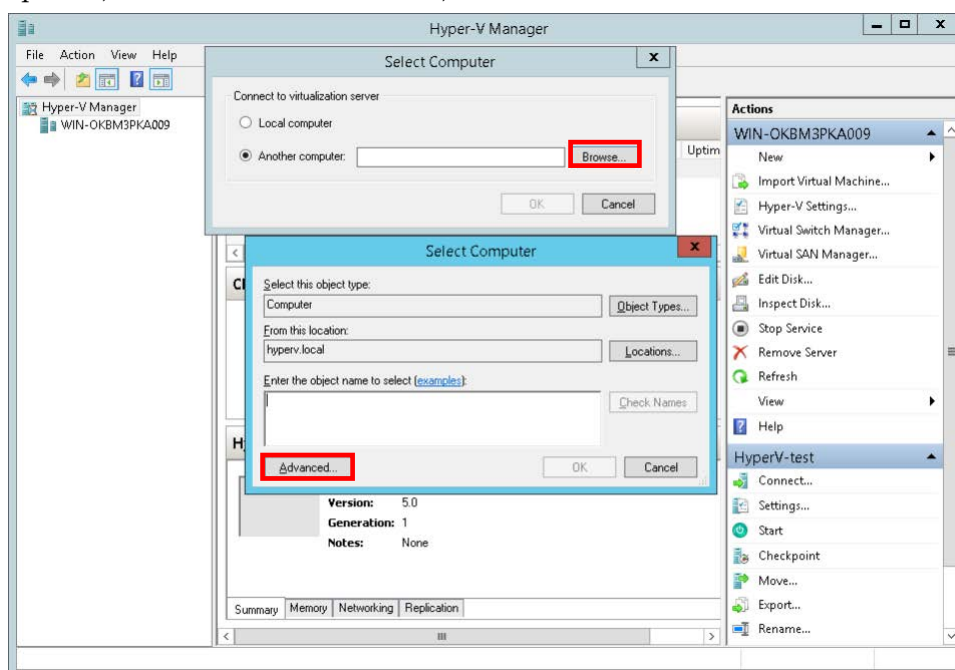 Hyper-V Manager
File Action View Help
Hyper-V Manager
WIN-OKBM3PKA009
Select Computer
Connect to virtualization server
Local computer
Another computer:
Browse...
OK
Cancel
Uptim
Select Computer
Select this object type:
Computer
Object Types...
From this location:
hyperv.local
Locations...
Enter the object name to select (examples):
Check Names
Advanced...
OK
Cancel
Version: 5.0
Generation: 1
Notes: None
Summary Memory Networking Replication
Actions
WIN-OKBM3PKA009
New
Import Virtual Machine...
Hyper-V Settings...
Virtual Switch Manager...
Virtual SAN Manager...
Edit Disk...
Inspect Disk...
Stop Service
Remove Server
Refresh
View
Help
HyperV-test
Connect...
Settings...
Start
Checkpoint
Move...
Export...
Rename...